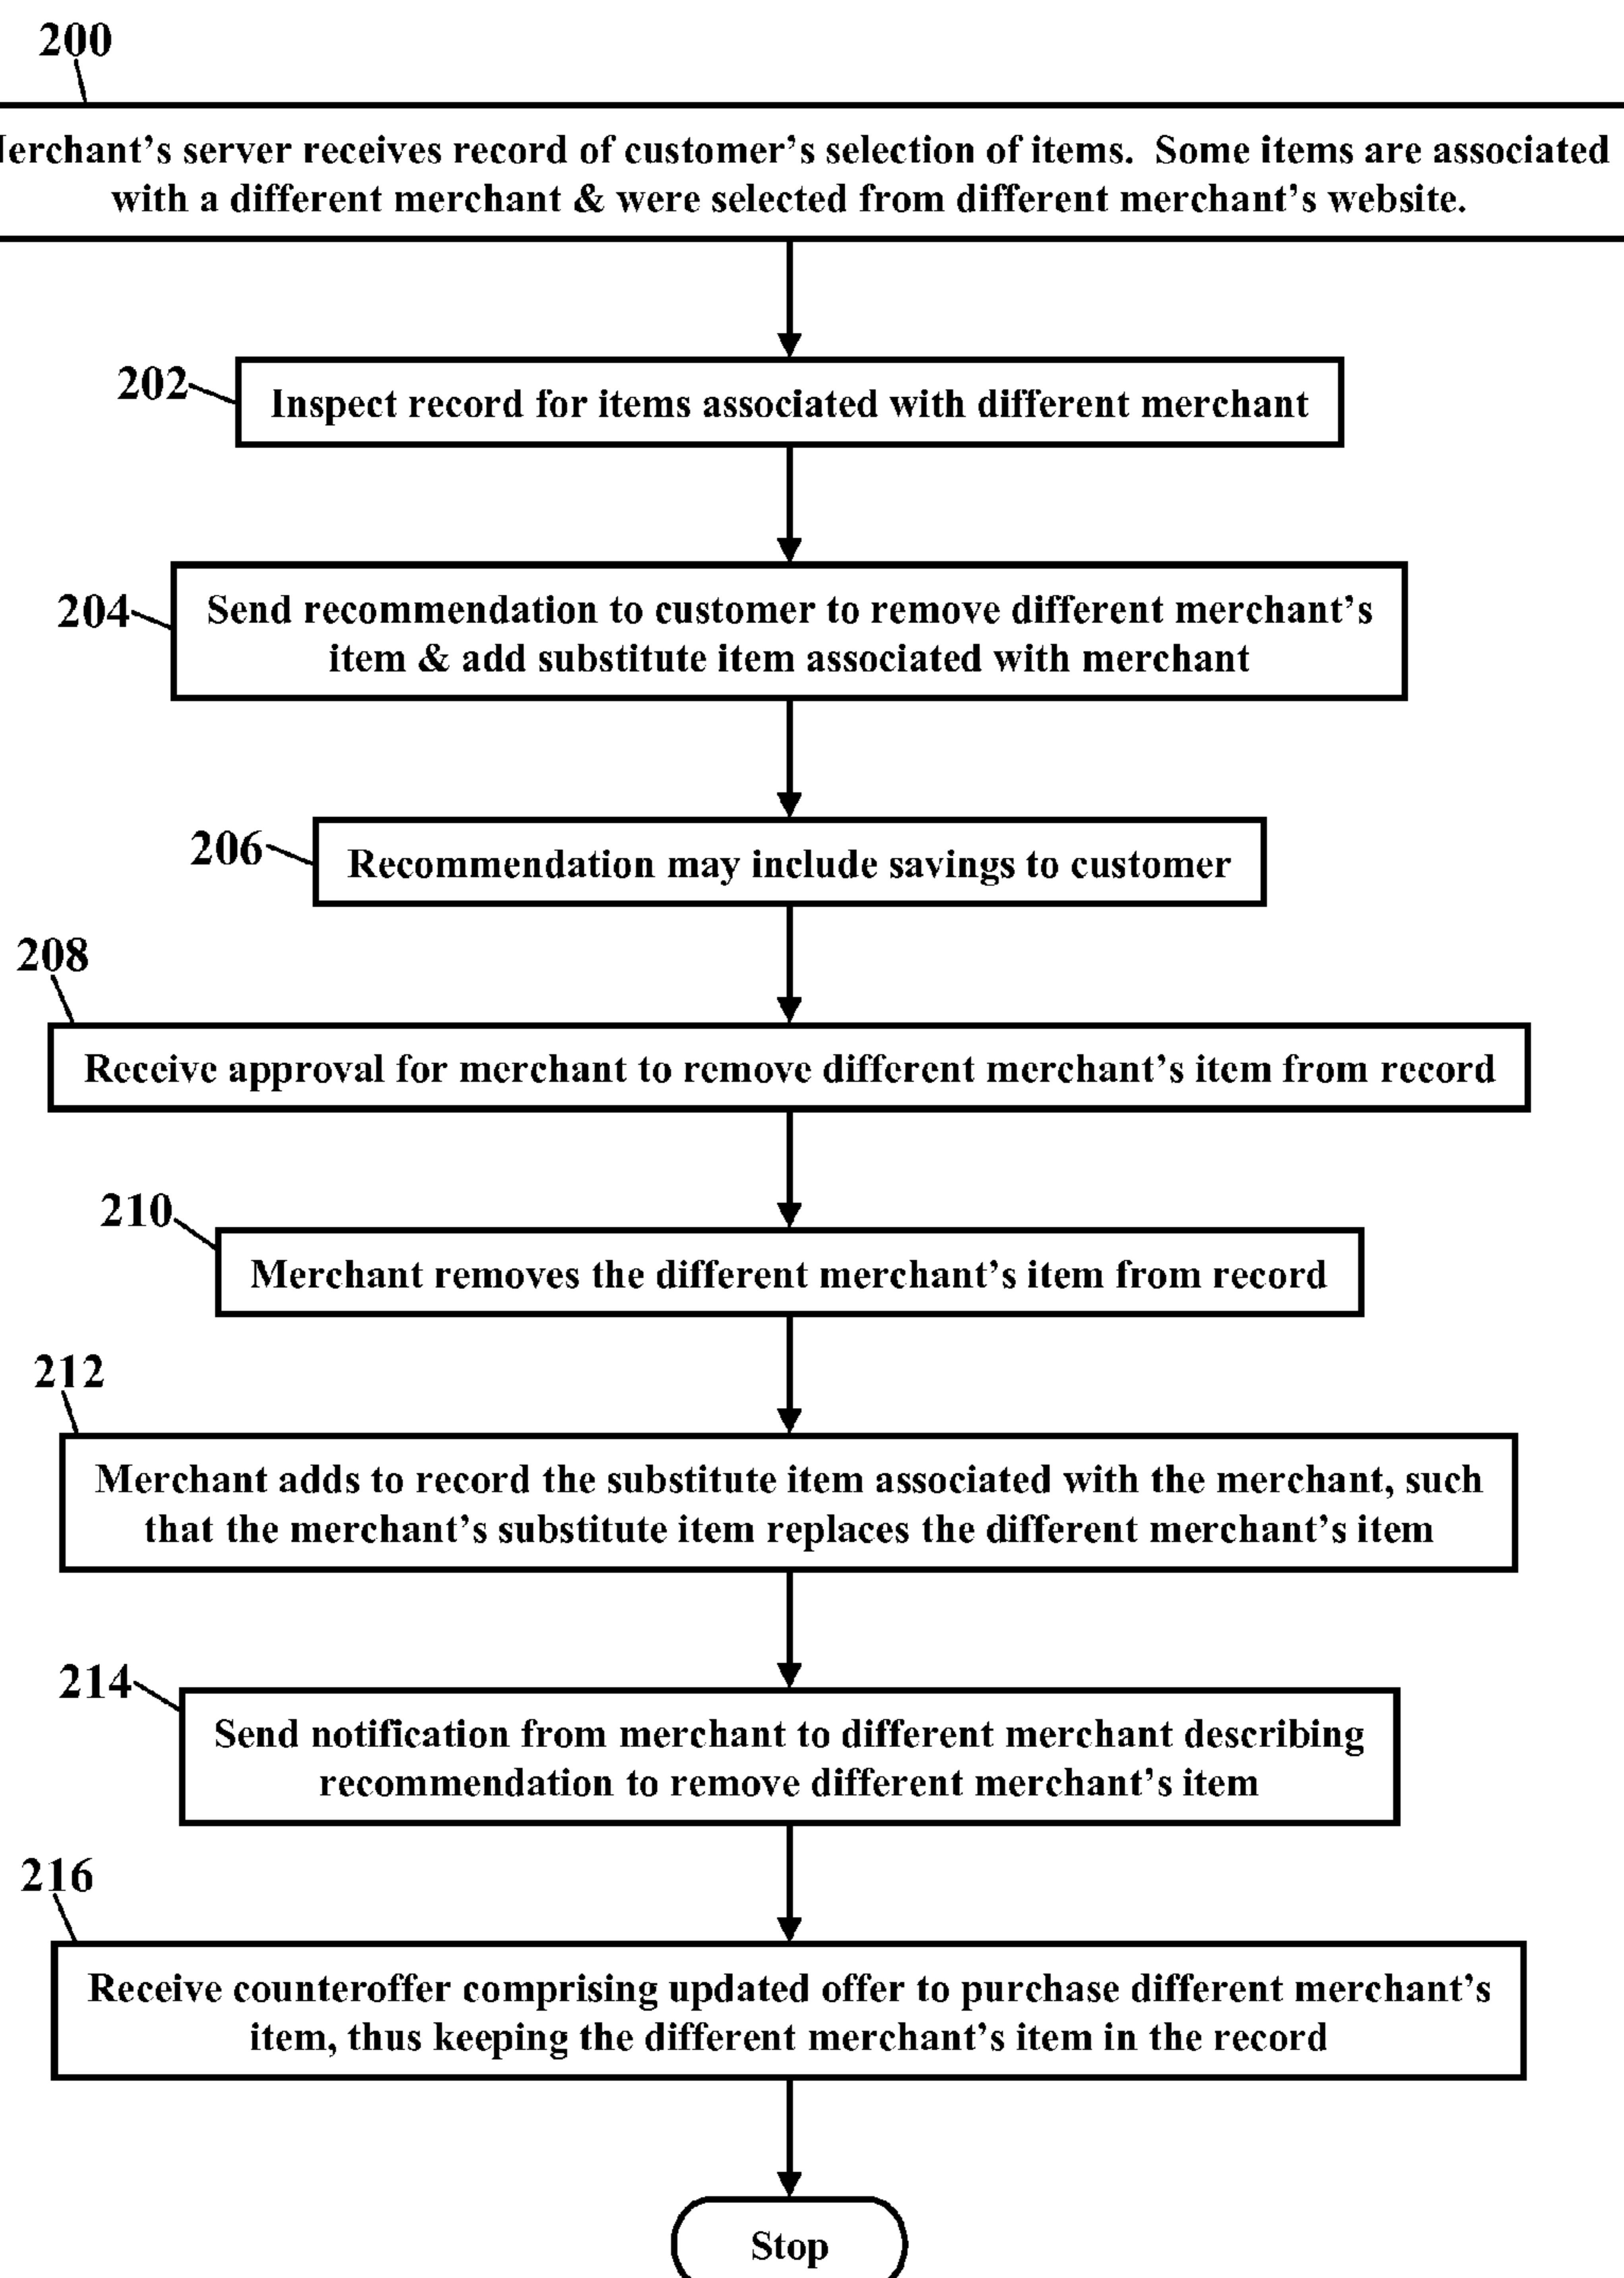 200
erchant's server receives record of customer's selection of items. Some items are associated
with a different merchant & were selected from different merchant's website.
202
Inspect record for items associated with different merchant
204
Send recommendation to customer to remove different merchant's
item & add substitute item associated with merchant
206
Recommendation may include savings to customer
208
Receive approval for merchant to remove different merchant's item from record
210
Merchant removes the different merchant's item from record
212
Merchant adds to record the substitute item associated with the merchant, such
that the merchant's substitute item replaces the different merchant's item
214
Send notification from merchant to different merchant describing
recommendation to remove different merchant's item
216
Receive counteroffer comprising updated offer to purchase different merchant's
item, thus keeping the different merchant's item in the record
Stop